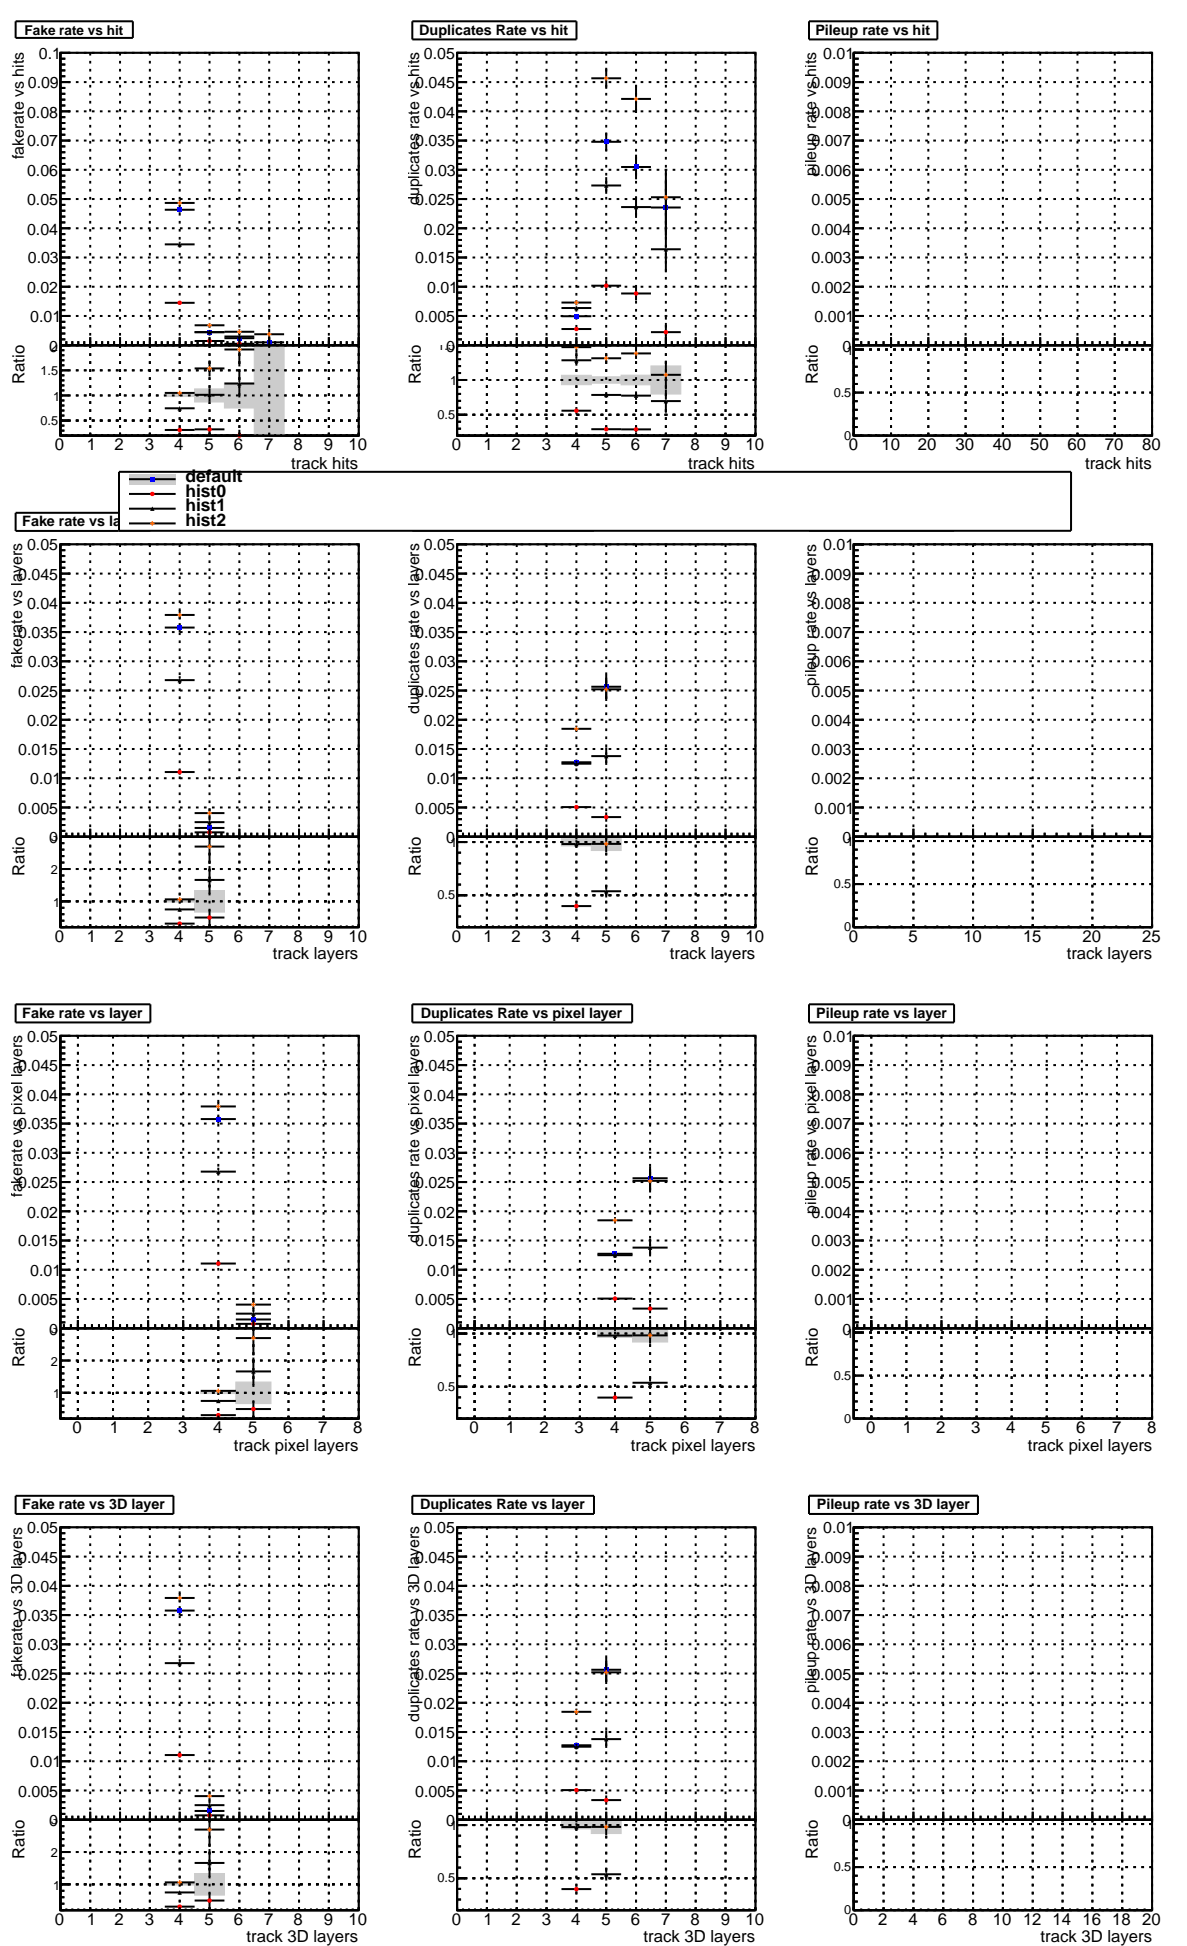 Fake rate vs hit
Duplicates Rate vs hit
Pileup rate vs hit
fakerate vs hits
0.1
0.09
0.08
0.07
0.06
0.05
0.04
0.03
0.02
0.01
0
Ratio
1.5
1
0.5
0 1 2 3 4 5 6 7 8 9 10
track hits
duplicates rate vs hits
0.05
0.045
0.04
0.035
0.03
0.025
0.02
0.015
0.01
0.005
Ratio
1
0.5
0 1 2 3 4 5 6 7 8 9 10
track hits
pileup rate vs hits
0.01
0.009
0.008
0.007
0.006
0.005
0.004
0.003
0.002
0.001
Ratio
0.5
0
10 20 30 40 50 60 70 80
track hits
default
hist0
hist1
hist2
Fake rate vs la
fakerate vs layers
0.05
0.045
0.04
0.035
0.03
0.025
0.02
0.015
0.01
0.005
Ratio
2
1
0 1 2 3 4 5 6 7 8 9 10
track layers
duplicates rate vs layers
0.05
0.045
0.04
0.035
0.03
0.025
0.02
0.015
0.01
0.005
Ratio
0.5
0 1 2 3 4 5 6 7 8 9 10
track layers
pileup rate vs layers
0.01
0.009
0.008
0.007
0.006
0.005
0.004
0.003
0.002
0.001
Ratio
0.5
0
0 5 10 15 20 25
track layers
Fake rate vs layer
Duplicates Rate vs pixel layer
Pileup rate vs layer
fakerate vs pixel layers
0.05
0.045
0.04
0.035
0.03
0.025
0.02
0.015
0.01
0.005
Ratio
2
1
0 1 2 3 4 5 6 7 8
track pixel layers
duplicates rate vs pixel layers
0.05
0.045
0.04
0.035
0.03
0.025
0.02
0.015
0.01
0.005
Ratio
0.5
0 1 2 3 4 5 6 7 8
track pixel layers
pileup rate vs pixel layers
0.01
0.009
0.008
0.007
0.006
0.005
0.004
0.003
0.002
0.001
Ratio
0.5
0
0 1 2 3 4 5 6 7 8
track pixel layers
Fake rate vs 3D layer
Duplicates Rate vs layer
Pileup rate vs 3D layer
fakerate vs 3D layers
0.05
0.045
0.04
0.035
0.03
0.025
0.02
0.015
0.01
0.005
0
Ratio
2
1
0 1 2 3 4 5 6 7 8 9 10
track 3D layers
duplicates rate vs 3D layers
0.05
0.045
0.04
0.035
0.03
0.025
0.02
0.015
0.01
0.005
0
Ratio
0.5
0 1 2 3 4 5 6 7 8 9 10
track 3D layers
pileup rate vs 3D layers
0.01
0.009
0.008
0.007
0.006
0.005
0.004
0.003
0.002
0.001
Ratio
0.5
0
0 2 4 6 8 10 12 14 16 18 20
track 3D layers